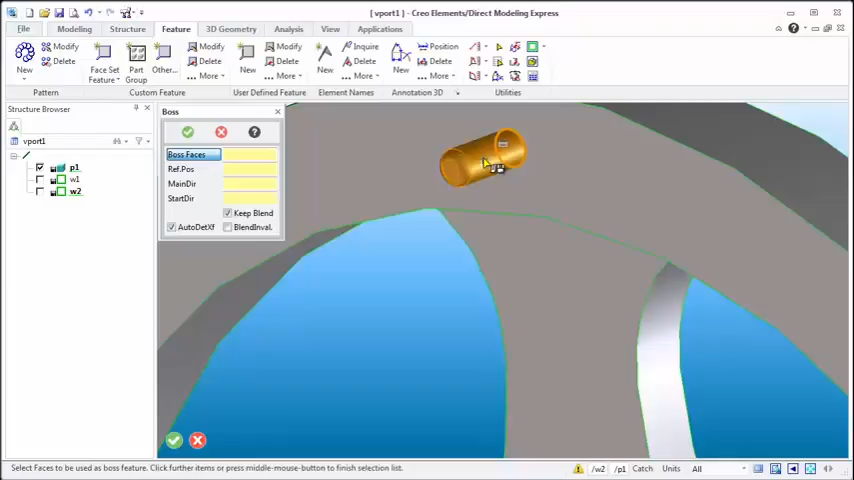 [ vport1 ] - Creo Elements/Direct Modeling Express
File Modeling Structure Feature 3D Geometry Analysis View Applications
New Modify Delete Face Set Feature Part Group Other... Modify Delete More New Modify Delete More New Inquire Delete More New Position Delete More
Pattern Custom Feature User Defined Feature Element Names Annotation 3D Utilities
Structure Browser
vport1
p1
w1
w2
Boss
Boss Faces
Ref.Pos
MainDir
StartDir
Keep Blend
AutoDetXf BlendInval.
Select Faces to be used as boss feature. Click further items or press middle-mouse-button to finish selection list. /w2 /p1 Catch Units All